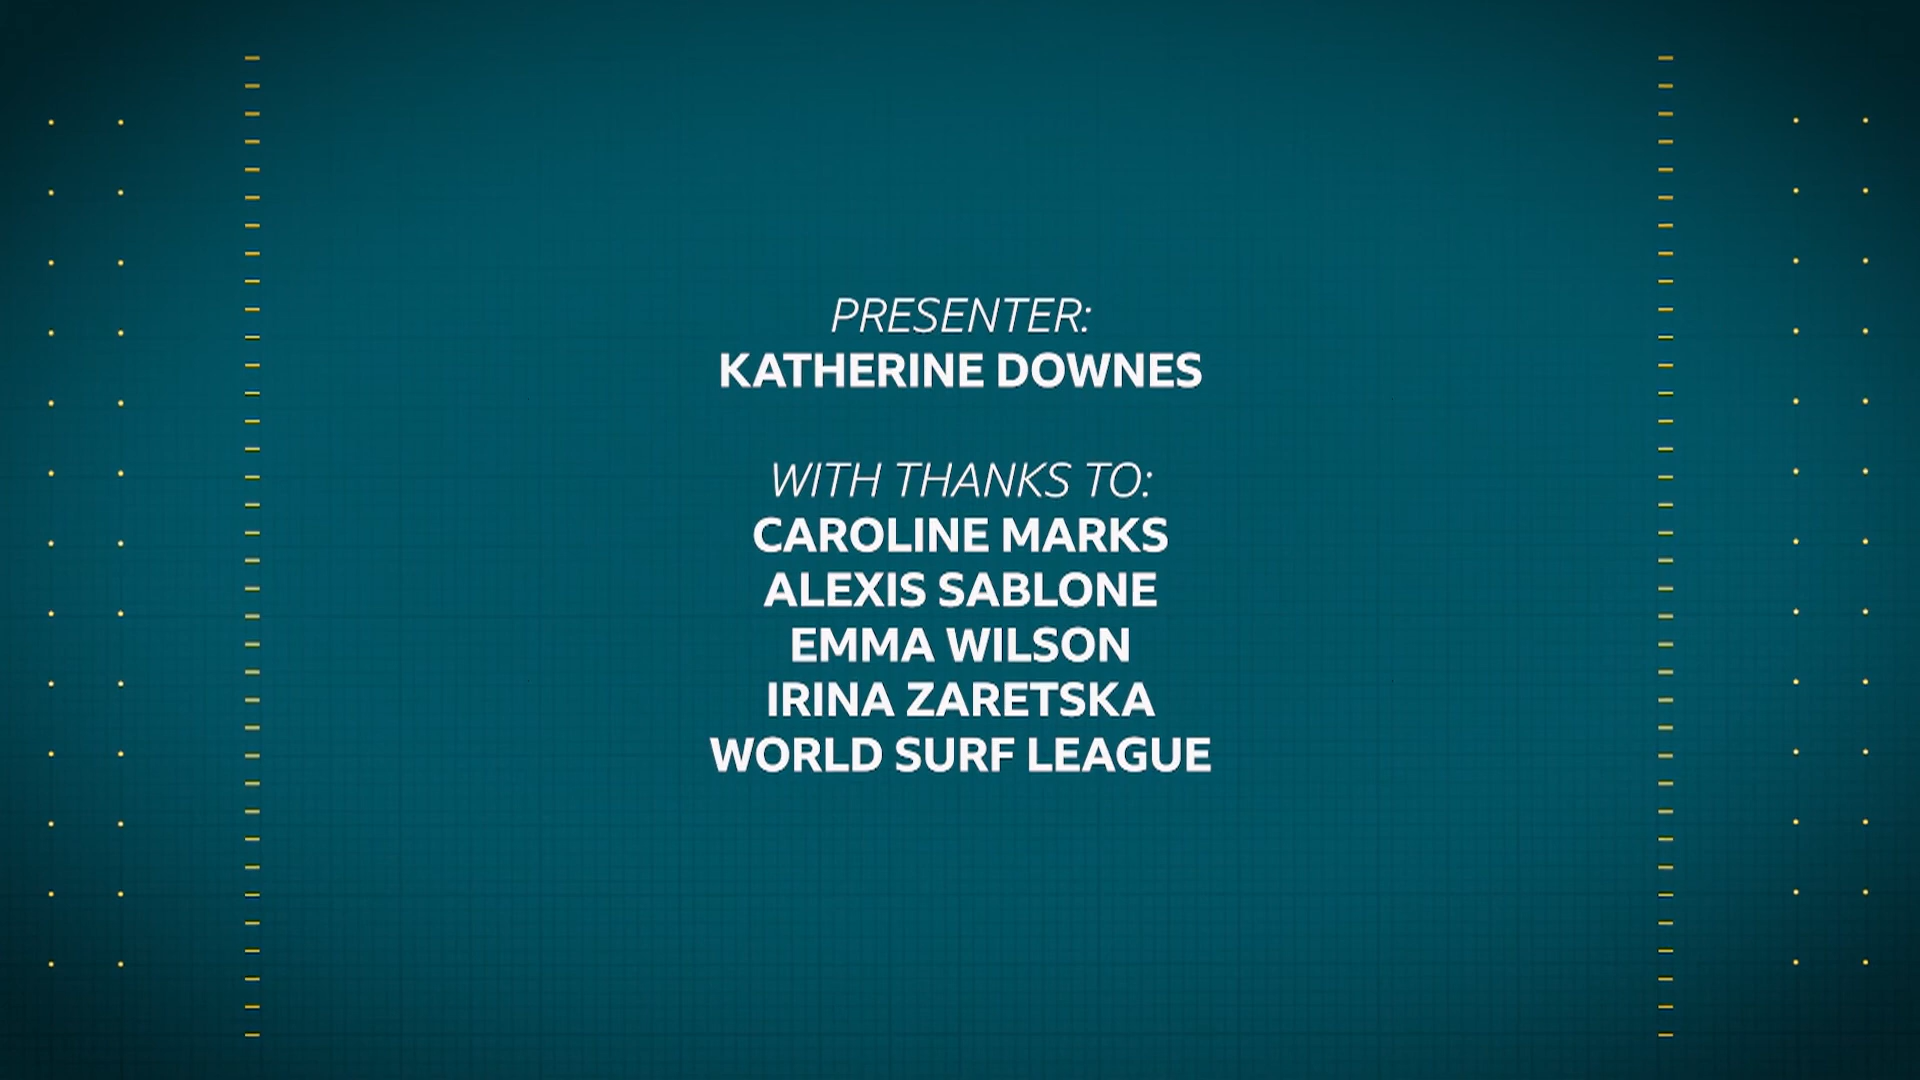 PRESENTER:
KATHERINE DOWNES
WITH THANKS TO:
CAROLINE MARKS
ALEXIS SABLONE
EMMA WILSON
IRINA ZARETSKA
WORLD SURF LEAGUE